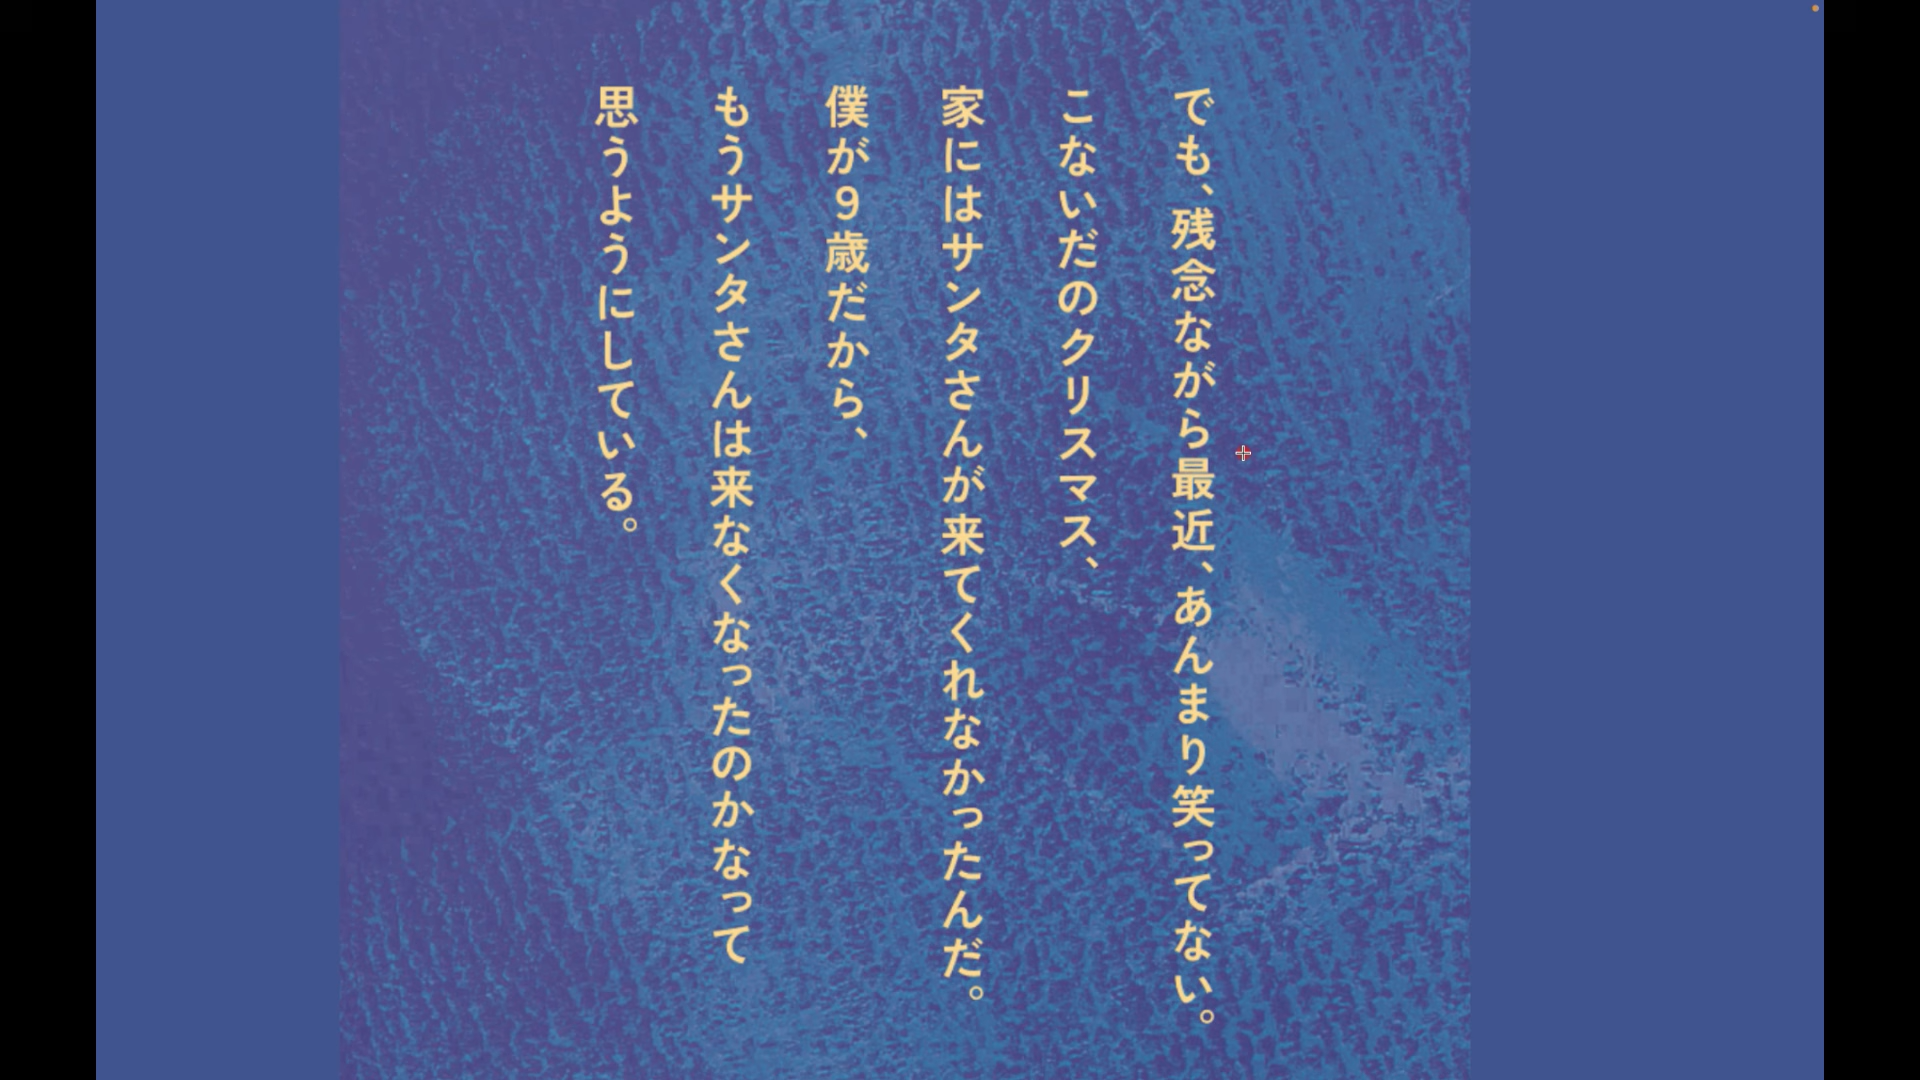 でも、残念ながら最近、あんまり笑ってない。
こないだのクリスマス、
家にはサンタさんが来てくれなかったんだ。
僕が9歳だから、
もうサンタさんは来なくなったのかなって
思うようにしている。